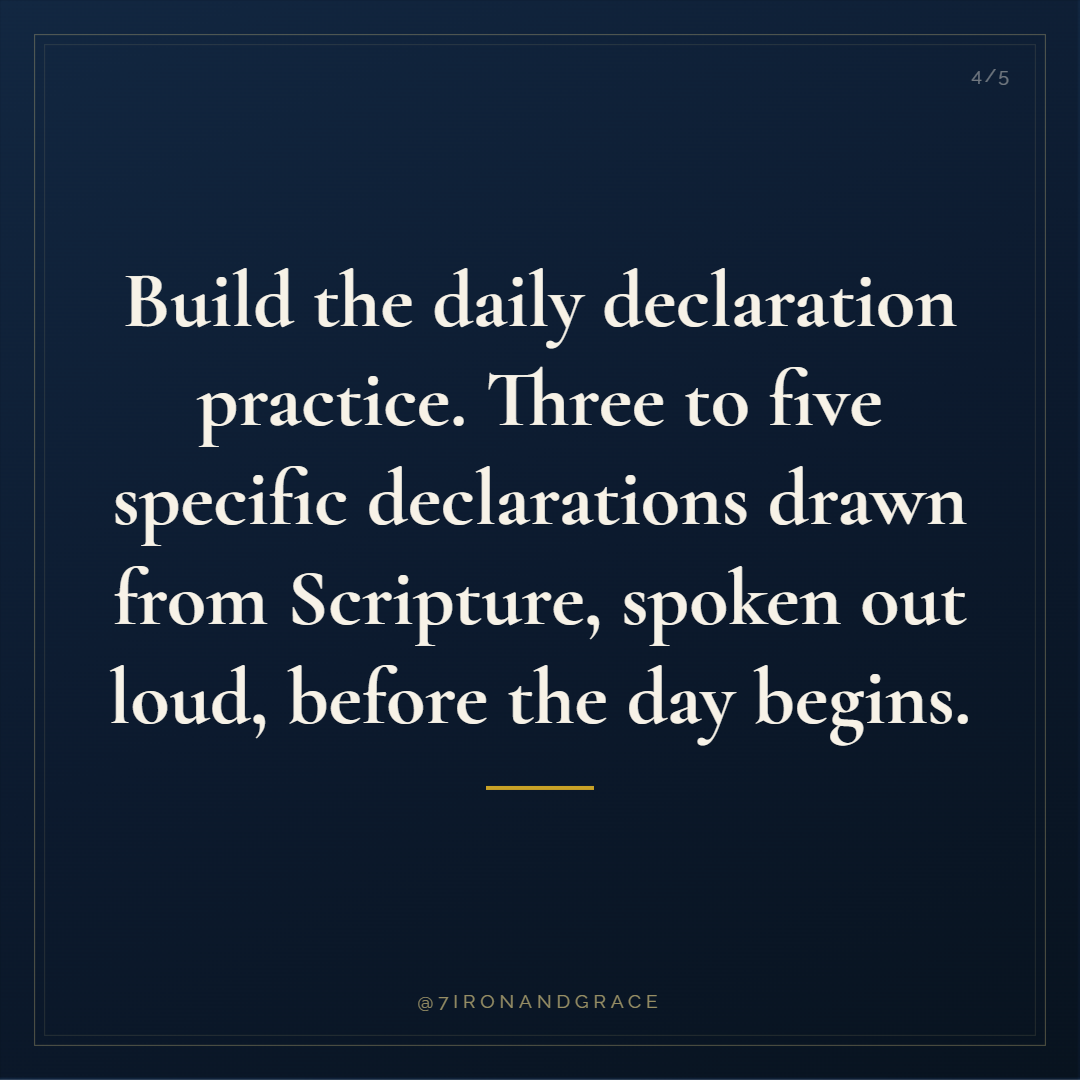 4/5
Build the daily declaration
practice. Three to five
specific declarations drawn
from Scripture, spoken out
loud, before the day begins.
@7IRONANDGRACE